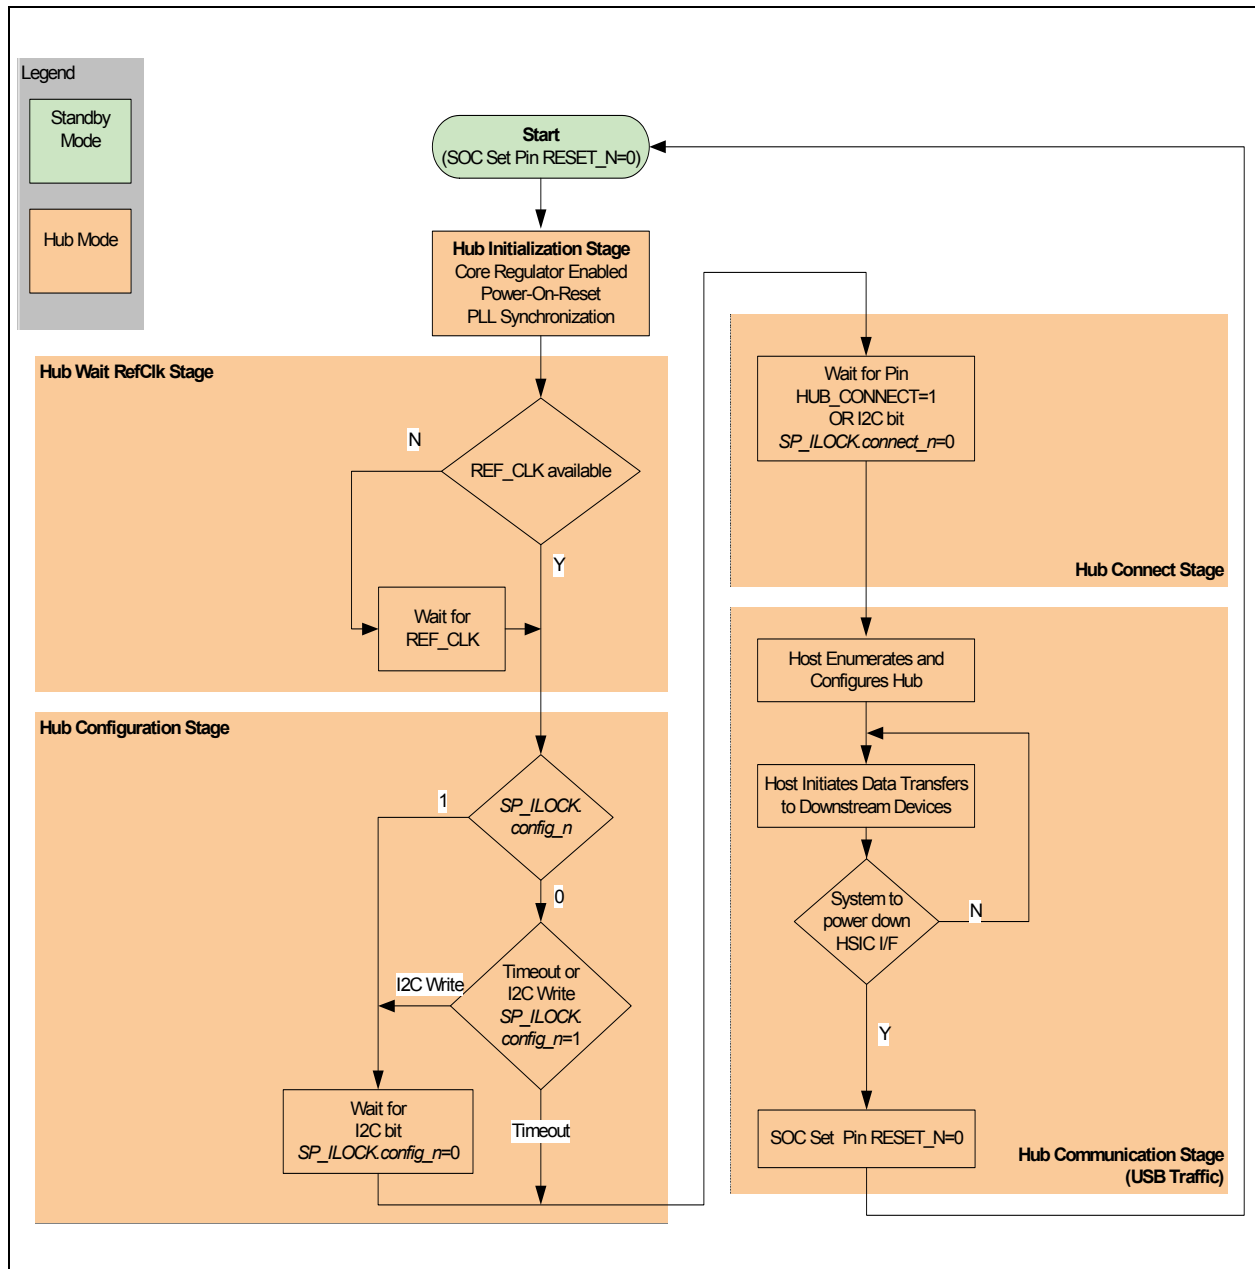 Legend
Standby
Mode
Hub Mode
Start
(SOC Set Pin RESET_N=0)
Hub Initialization Stage
Core Regulator Enabled
Power-On-Reset
PLL Synchronization
Hub Wait RefClk Stage
N
REF_CLK available
Y
Wait for
REF_CLK
Hub Configuration Stage
1
SP_ILOCK.
config_n
0
I2C Write
Timeout or
I2C Write
SP_ILOCK.
config_n=1
Wait for
I2C bit
SP_ILOCK.config_n=0
Timeout
Wait for Pin
HUB_CONNECT=1
OR I2C bit
SP_ILOCK.connect_n=0
Hub Connect Stage
Host Enumerates and
Configures Hub
Host Initiates Data Transfers
to Downstream Devices
System to
power down
HSIC I/F
N
Y
SOC Set Pin RESET_N=0
Hub Communication Stage
(USB Traffic)